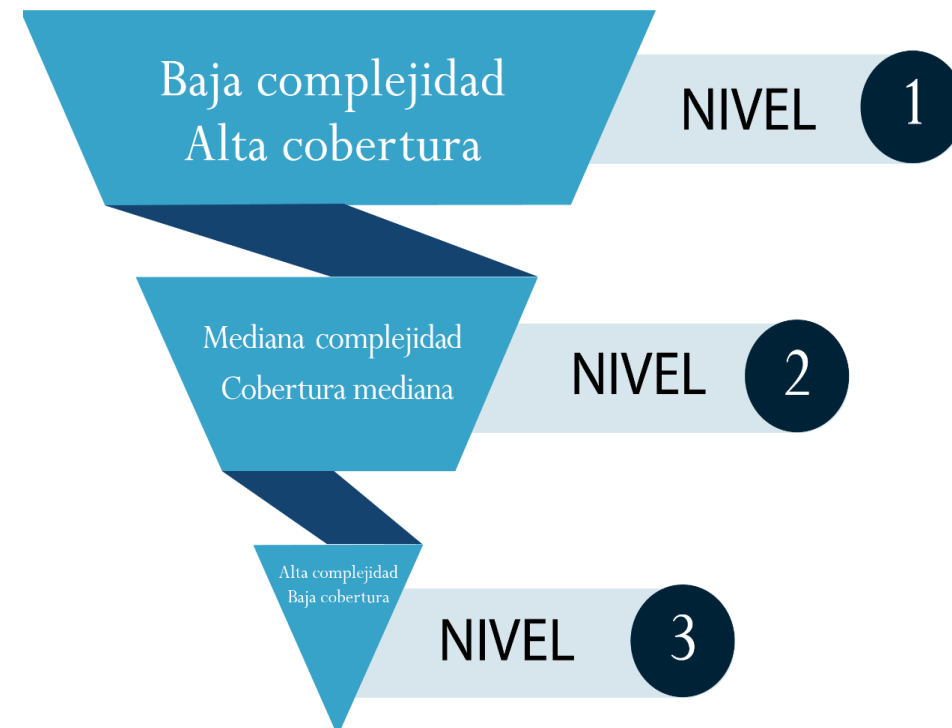 Baja complejidad
Alta cobertura
NIVEL 1
Mediana complejidad
Cobertura mediana
NIVEL 2
Alta complejidad
Baja cobertura
NIVEL 3